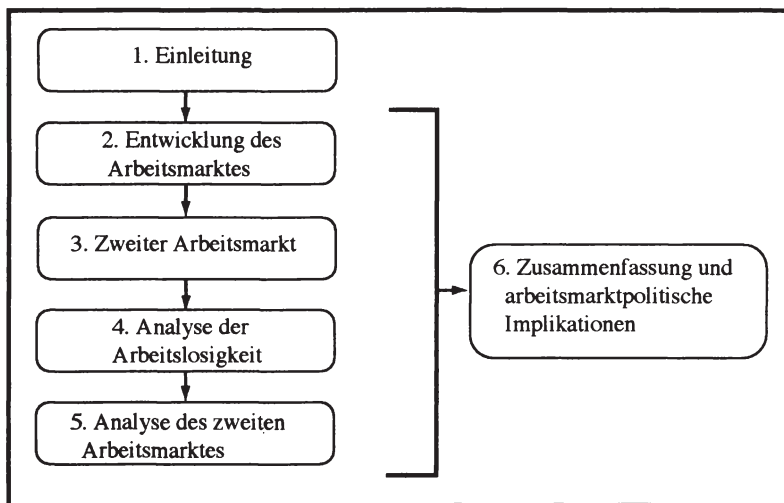 1. Einleitung
2. Entwicklung des
Arbeitsmarktes
3. Zweiter Arbeitsmarkt
4. Analyse der
Arbeitslosigkeit
5. Analyse des zweiten
Arbeitsmarktes
6. Zusammenfassung und
arbeitsmarktpolitische
Implikationen